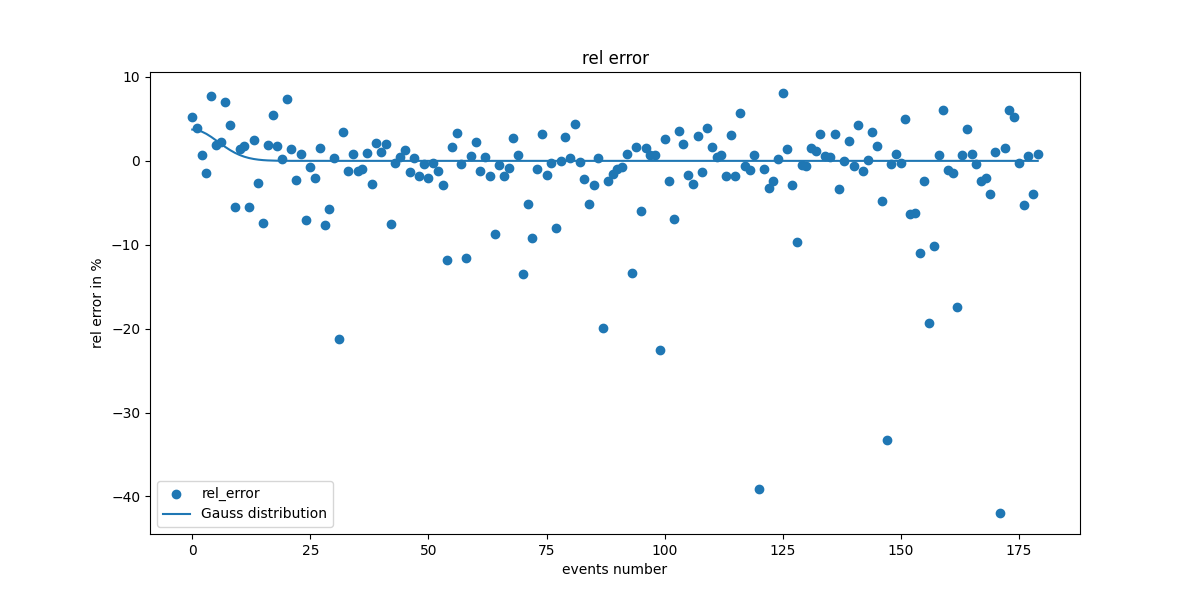 rel error
rel error in %
10
0
−10
−20
−30
−40
rel_error
Gauss distribution
0 25 50 75 100 125 150 175
events number